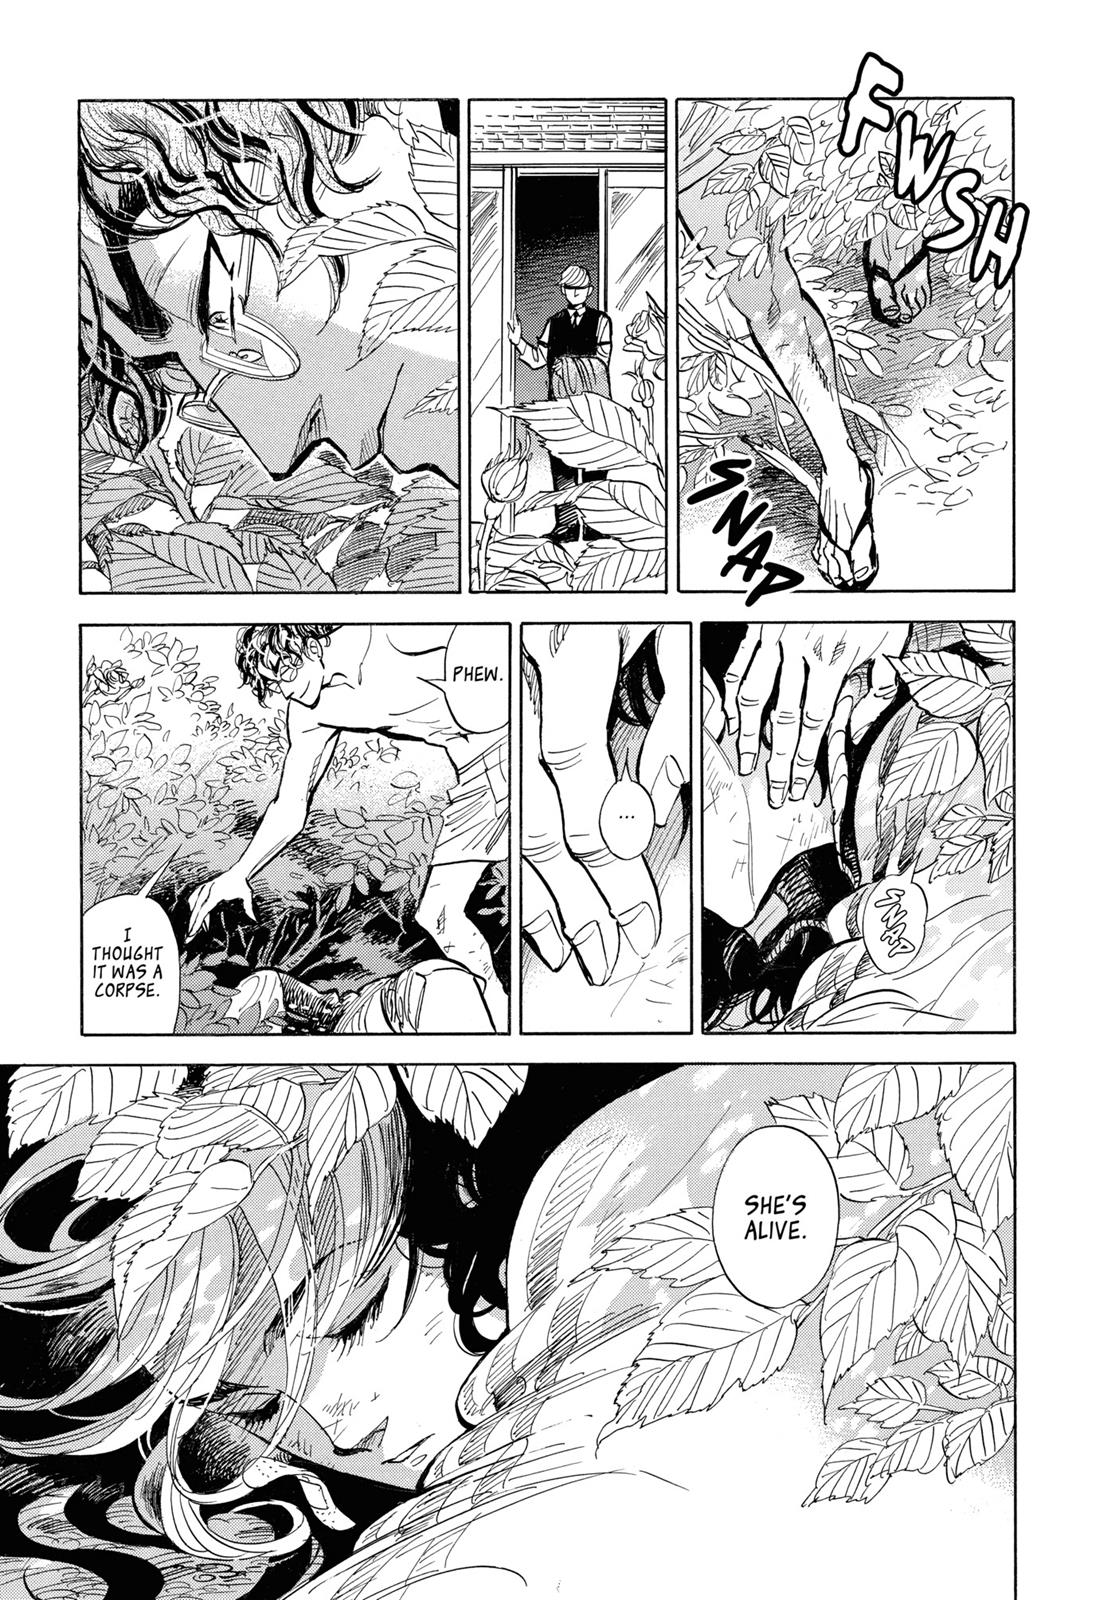 FWSH
SNAP
SNAP
...
PHEW.
I
THOUGHT
IT WAS A
CORPSE.
SHE'S
ALIVE.